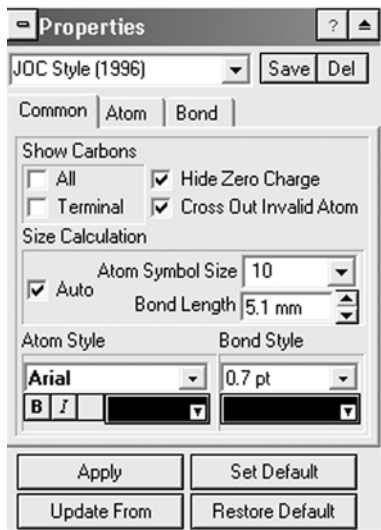 Properties ?
JOC Style (1996) Save Del
Common Atom Bond
Show Carbons
All Hide Zero Charge
Terminal Cross Out Invalid Atom
Size Calculation
Auto
Atom Symbol Size 10
Bond Length 5.1 mm
Atom Style Bond Style
Arial 0.7 pt
B I
Apply Set Default
Update From Restore Default